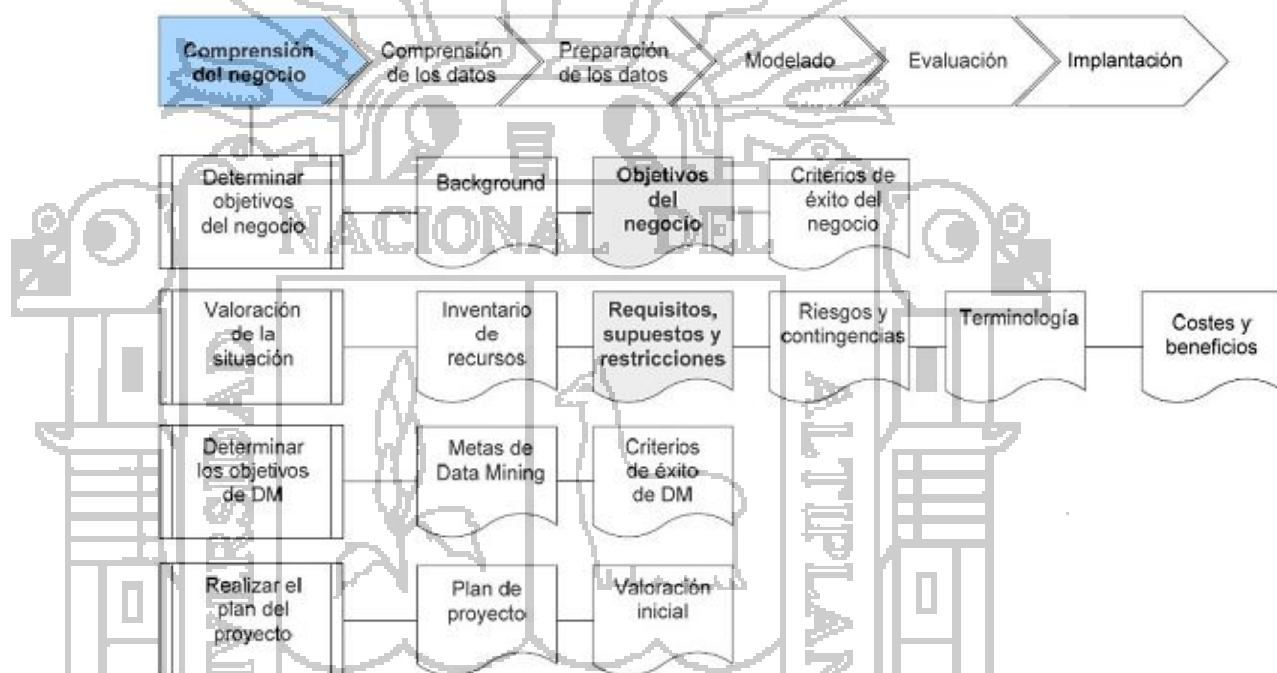 Comprensión
del negocio
Comprensión
de los datos
Preparación
de los datos
Modelado
Evaluación
Implantación
Determinar
objetivos
del negocio
Background
Objetivos
del
negocio
Criterios de
éxito del
negocio
NACIONAL DEL
Valoración
de la
situación
Inventario
de
recursos
Requisitos,
supuestos y
restricciones
Riesgos y
contingencias
Terminología
Costes y
beneficios
Determinar
los objetivos
de DM
Metas de
Data Mining
Criterios
de éxito
de DM
Realizar el
plan del
proyecto
Plan de
proyecto
Valoración
inicial